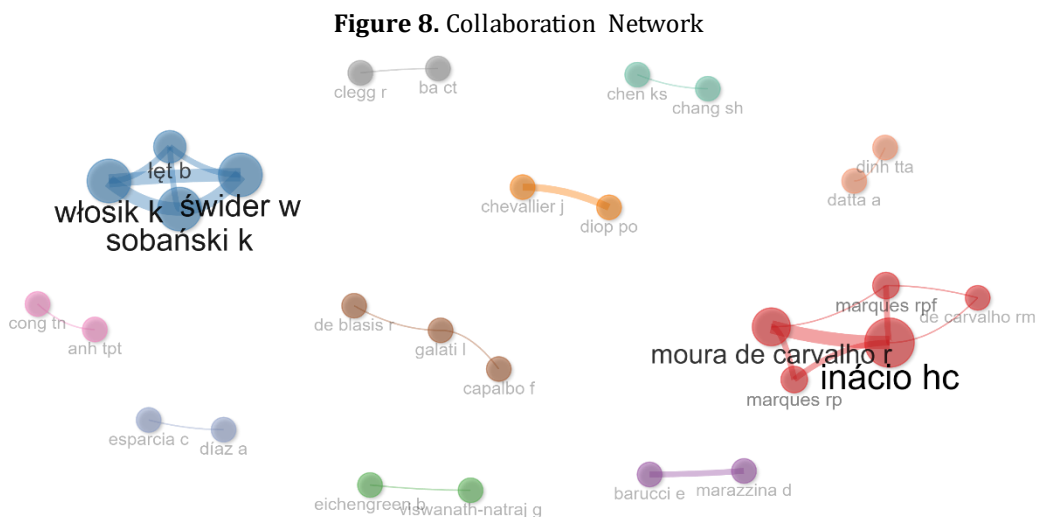 Figure 8. Collaboration Network
clegg r
ba ct
chen ks
chang sh
łęt b
dinh tta
datta a
włosik k
świder w
sobański k
chevallier j
diop po
cong tn
anh tpt
de blasis r
galati l
capalbo f
marques rpf
de carvalho rm
moura de carvalho r
inácio hc
marques rp
esparcia c
díaz a
eichengreen b
viswanath-natraj g
barucci e
marazzina d